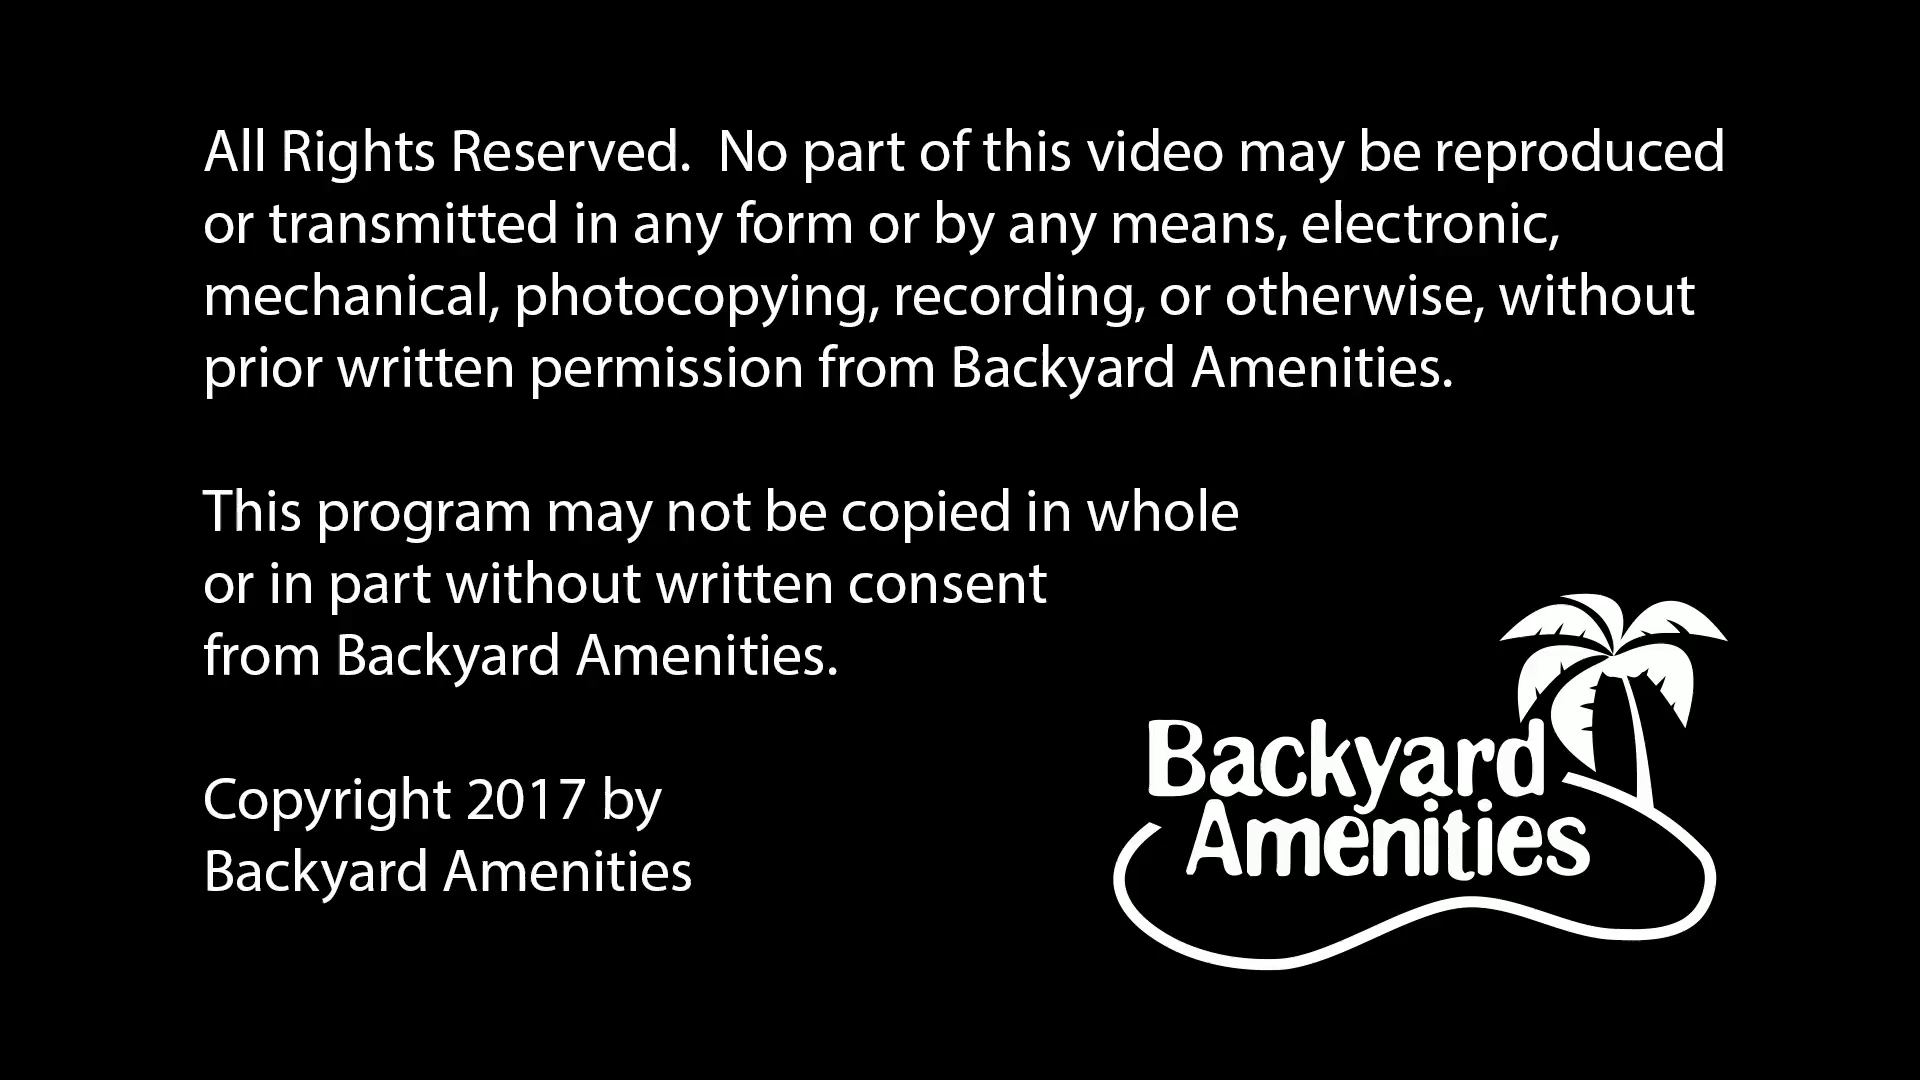 All Rights Reserved.  No part of this video may be reproduced
or transmitted in any form or by any means, electronic,
mechanical, photocopying, recording, or otherwise, without
prior written permission from Backyard Amenities.
This program may not be copied in whole
or in part without written consent
from Backyard Amenities.
Copyright 2017 by
Backyard Amenities
Backyard
Amenities